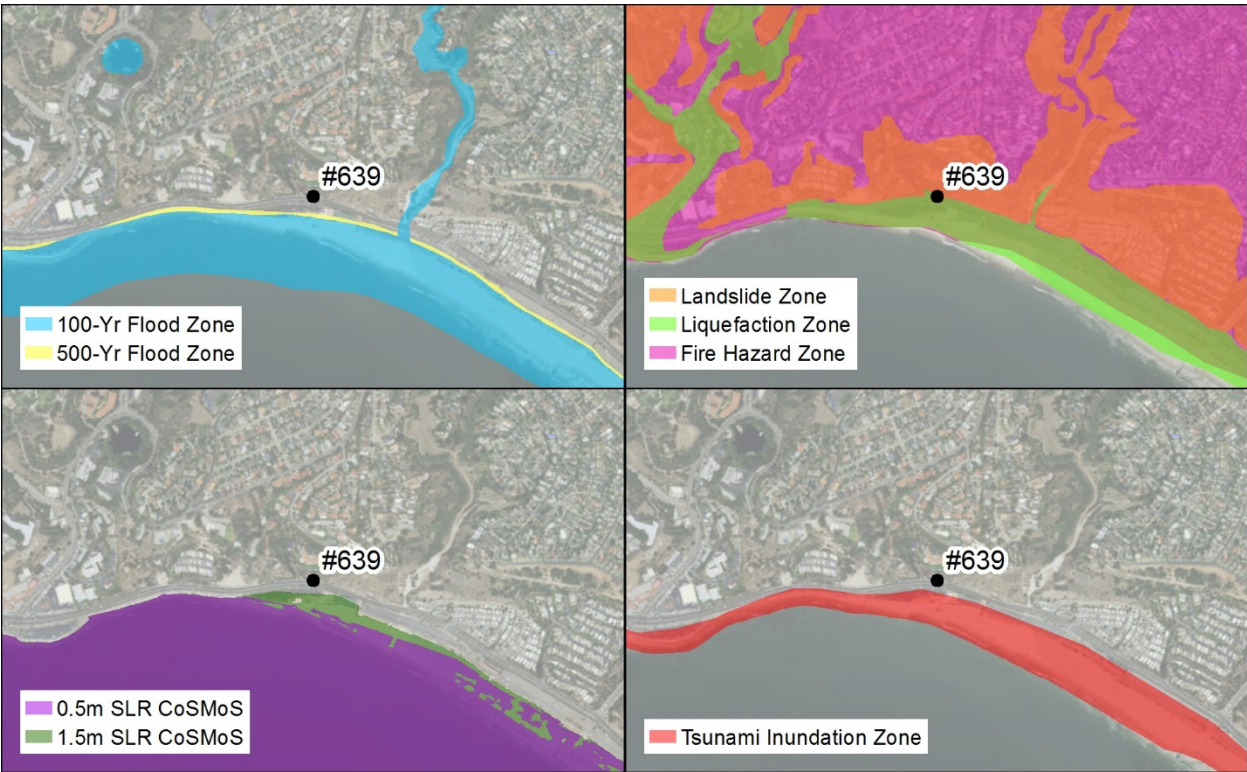 #639
100-Yr Flood Zone
500-Yr Flood Zone
#639
Landslide Zone
Liquefaction Zone
Fire Hazard Zone
#639
0.5m SLR CoSMoS
1.5m SLR CoSMoS
#639
Tsunami Inundation Zone